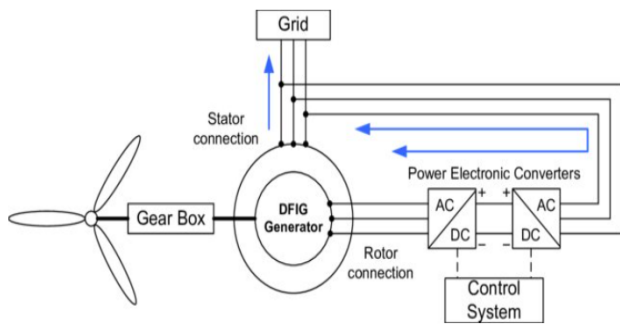 Grid
Stator
connection
Power Electronic Converters
DFIG
Generator
Gear Box
AC
DC
+
+
−
−
AC
DC
Rotor
connection
Control
System